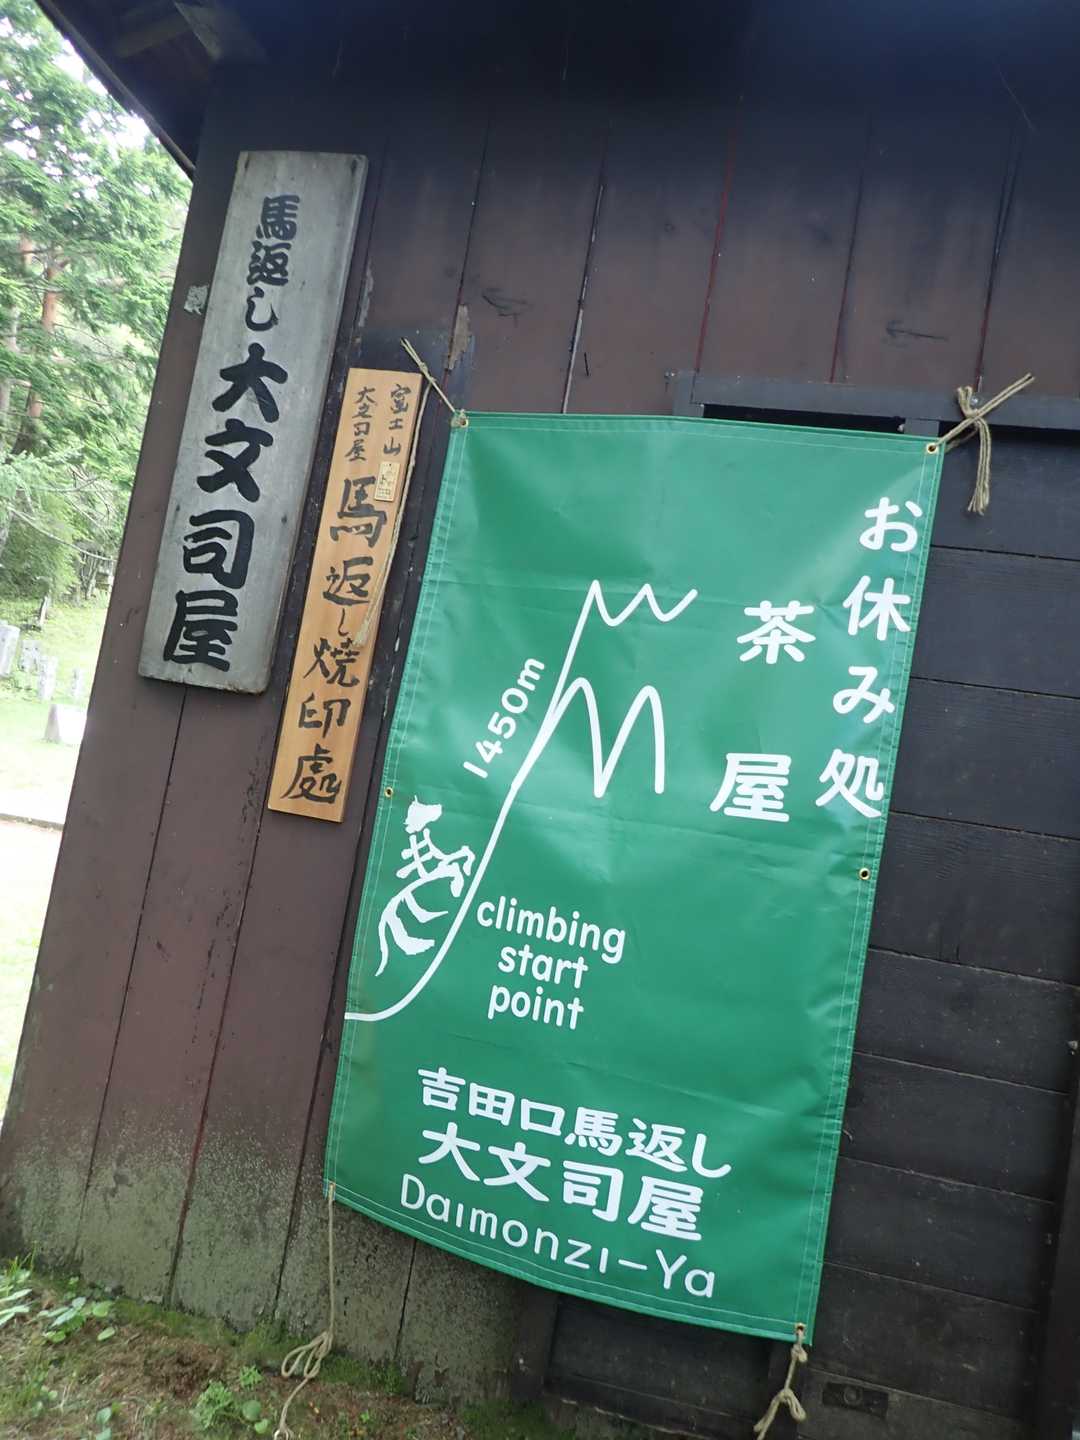 馬返し大文司屋
富士山
大文司屋
馬返し焼印處
お休み処
茶屋
1450m
climbing
start
point
吉田口馬返し
大文司屋
Daimonzi-Ya